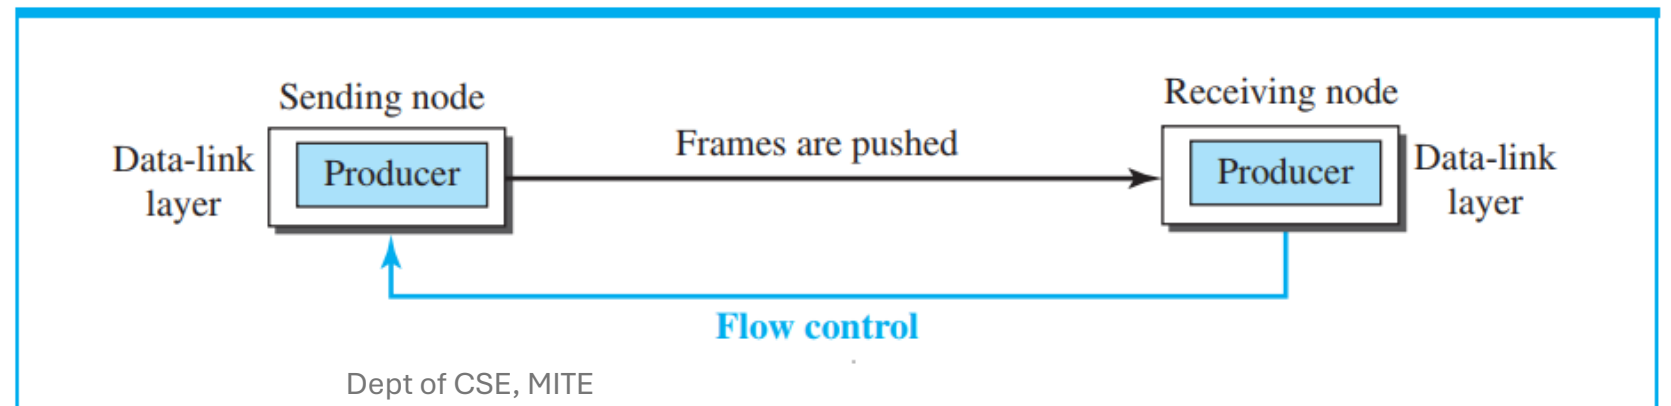 Sending node
Receiving node
Data-link
layer
Producer
Frames are pushed
Producer
Data-link
layer
Flow control
Dept of CSE, MITE